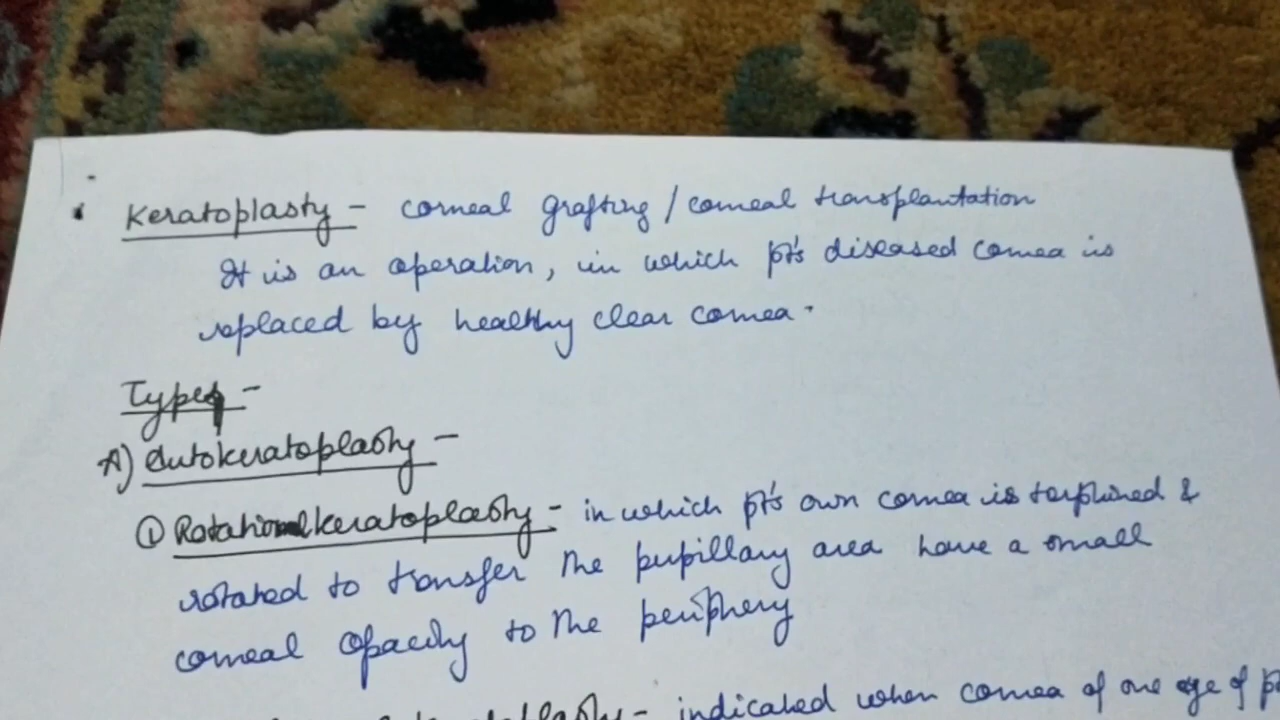 Keratoplasty - corneal grafting / corneal transplantation
It is an operation, in which pt's diseased cornea is
replaced by healthy clear cornea.
Types -
A) Autokeratoplasty -
① Rotational keratoplasty - in which pt's own cornea is terphined &
rotated to transfer the pupillary area have a small
corneal opacity to the periphery
- indicated when cornea of one eye of